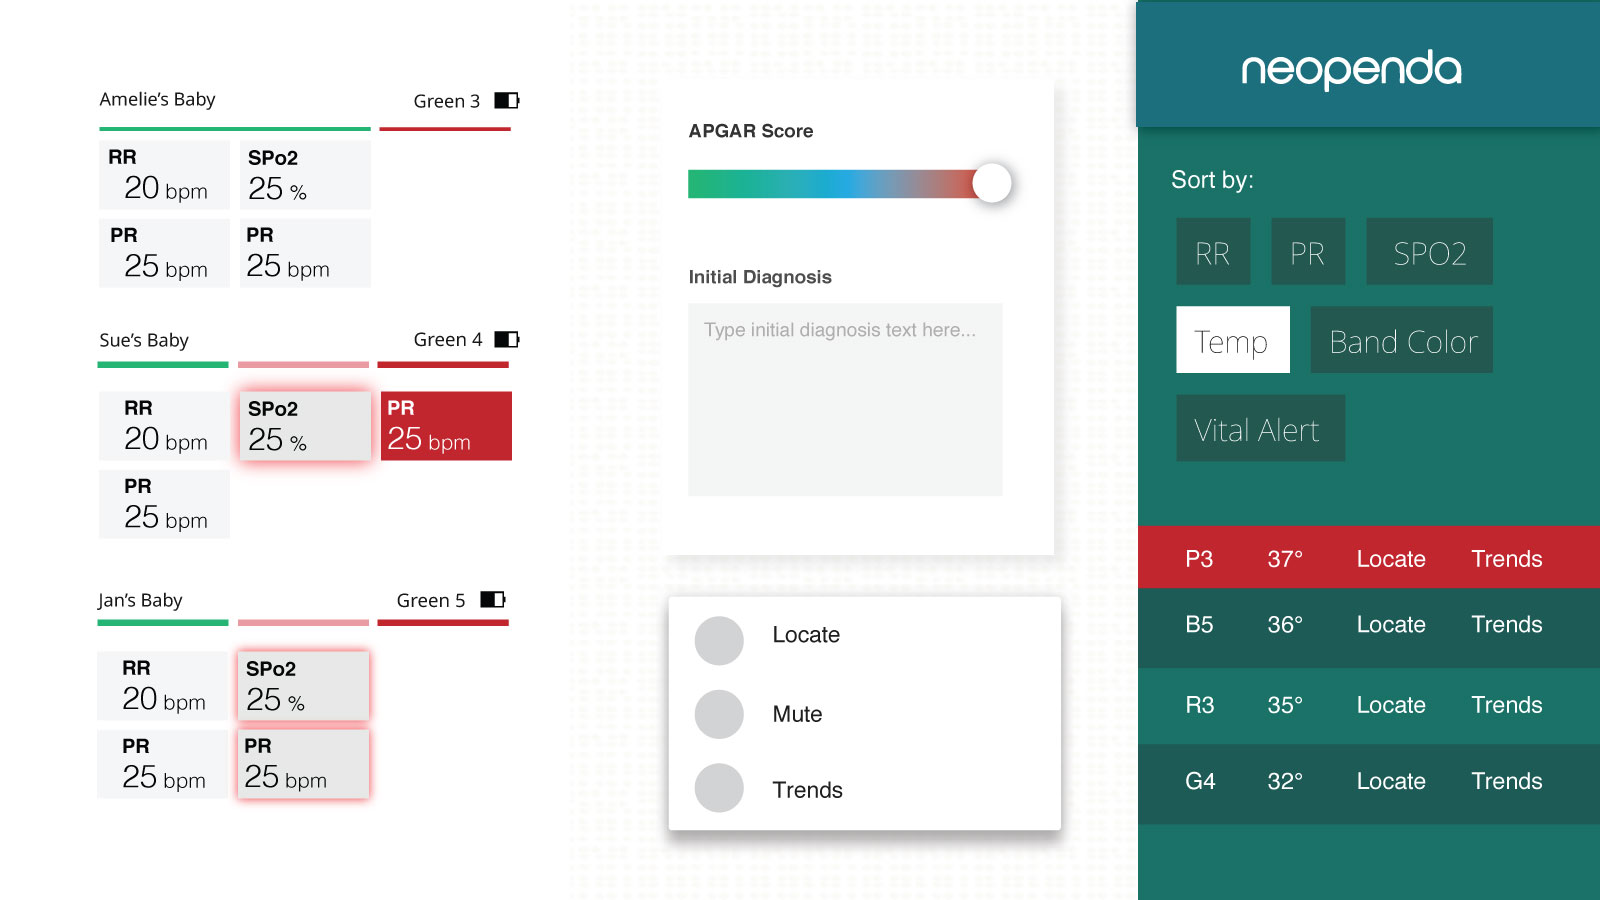 Amelie's Baby Green 3
RR SPo2
20 bpm 25 %
PR PR
25 bpm 25 bpm
Sue's Baby Green 4
RR SPo2 PR
20 bpm 25 % 25 bpm
PR
25 bpm
Jan's Baby Green 5
RR SPo2
20 bpm 25 %
PR PR
25 bpm 25 bpm
APGAR Score
Initial Diagnosis
Type initial diagnosis text here...
Locate
Mute
Trends
neopenda
Sort by:
RR PR SPO2
Temp Band Color
Vital Alert
P3 37° Locate Trends
B5 36° Locate Trends
R3 35° Locate Trends
G4 32° Locate Trends